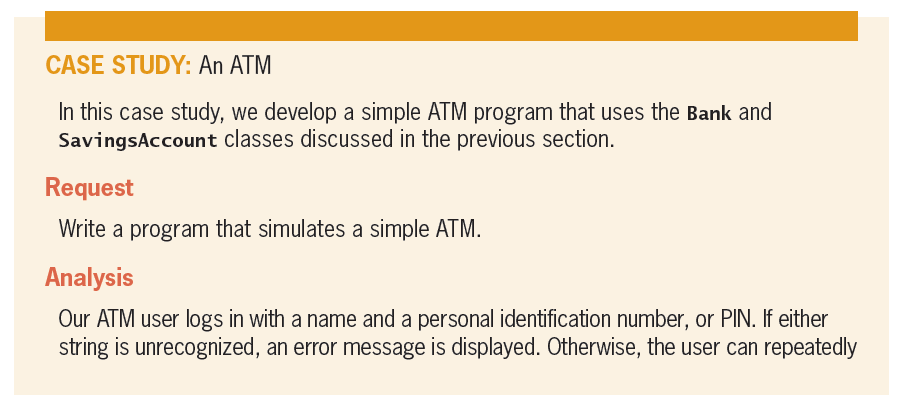 CASE STUDY: An ATM
In this case study, we develop a simple ATM program that uses the Bank and
SavingsAccount classes discussed in the previous section.
Request
Write a program that simulates a simple ATM.
Analysis
Our ATM user logs in with a name and a personal identification number, or PIN. If either
string is unrecognized, an error message is displayed. Otherwise, the user can repeatedly